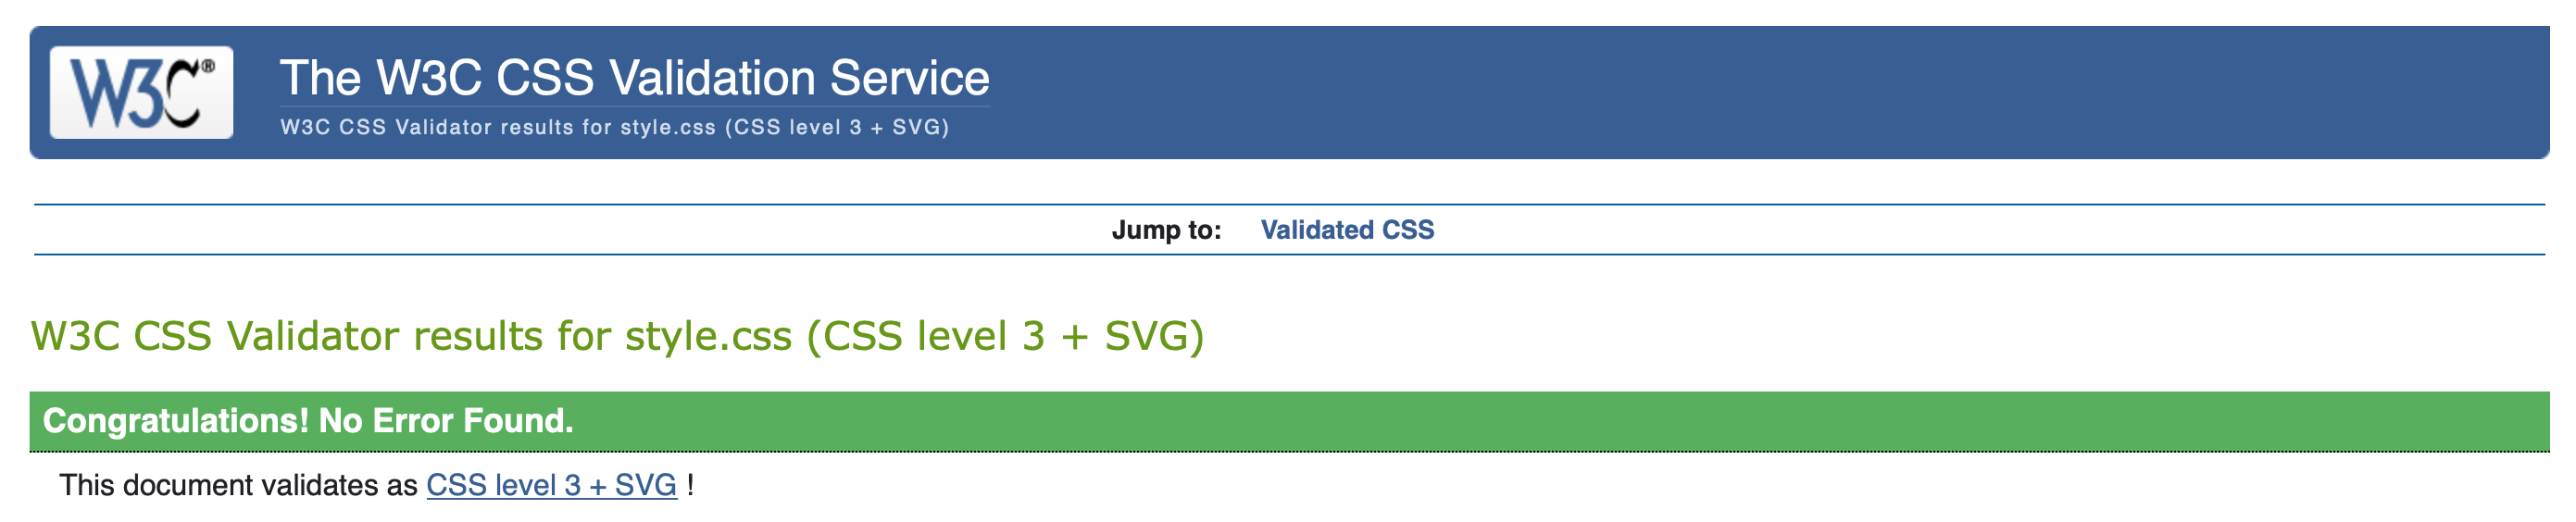 W3C®
The W3C CSS Validation Service
W3C CSS Validator results for style.css (CSS level 3 + SVG)
Jump to: Validated CSS
W3C CSS Validator results for style.css (CSS level 3 + SVG)
Congratulations! No Error Found.
This document validates as CSS level 3 + SVG !